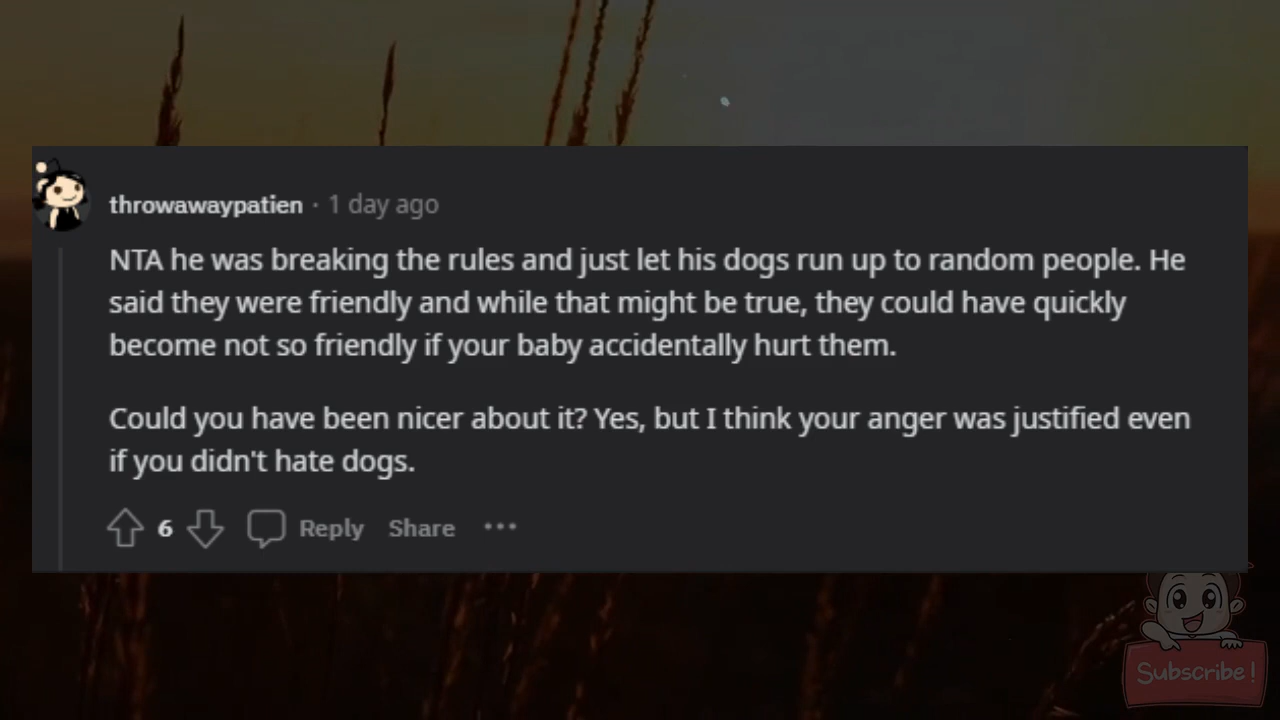 throwawaypatien · 1 day ago
NTA he was breaking the rules and just let his dogs run up to random people. He
said they were friendly and while that might be true, they could have quickly
become not so friendly if your baby accidentally hurt them.
Could you have been nicer about it? Yes, but I think your anger was justified even
if you didn't hate dogs.
6 Reply Share ···
Subscribe!